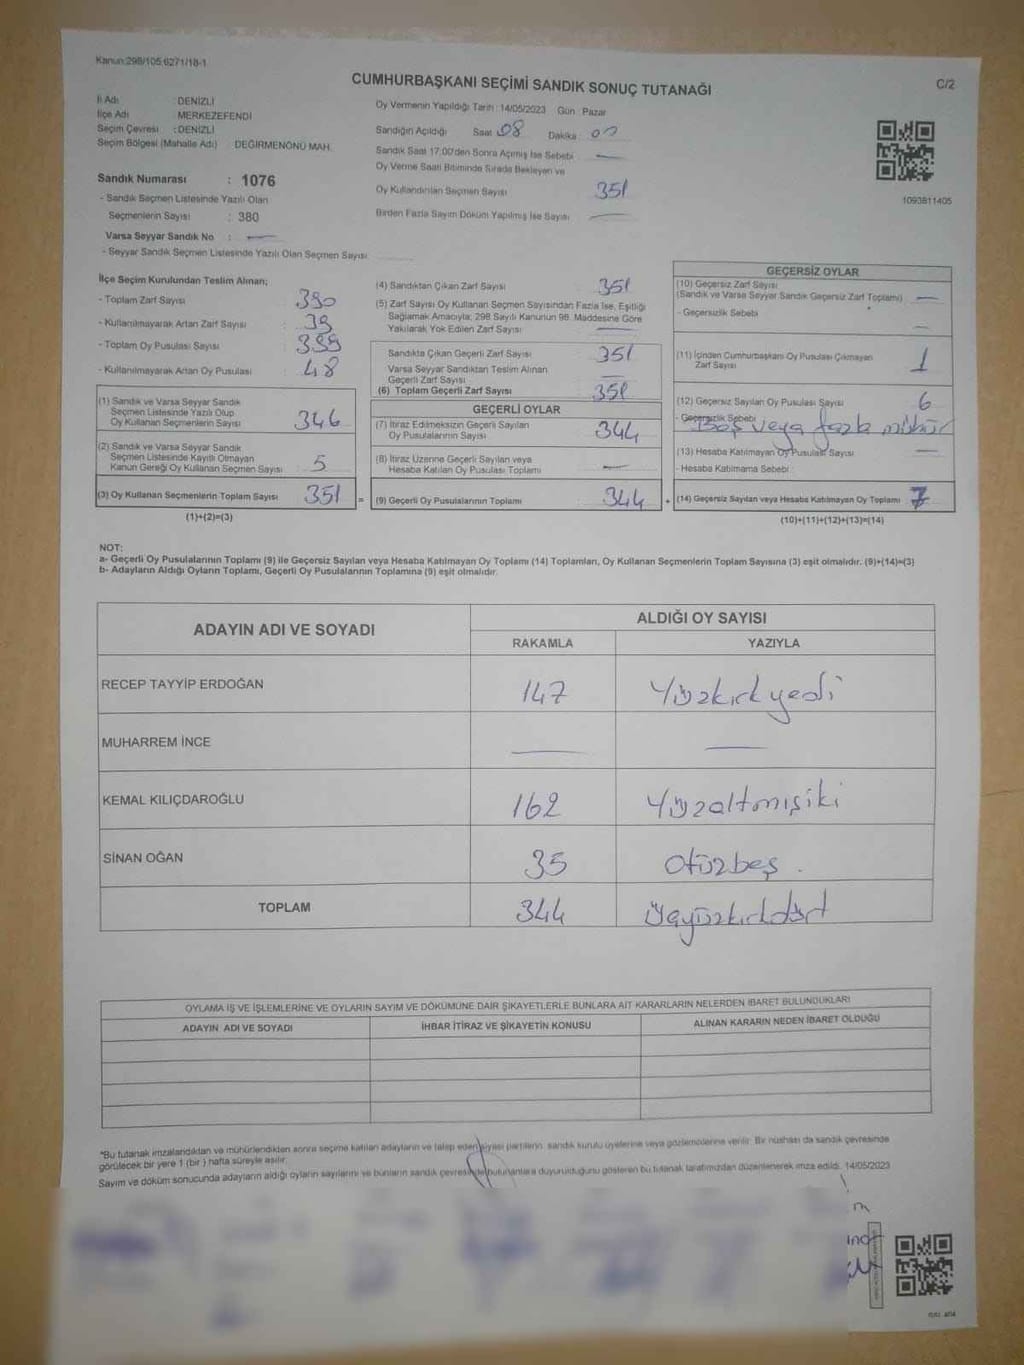 Kanun:298/105,6271/18-1
CUMHURBAŞKANI SEÇİMİ SANDIK SONUÇ TUTANAĞI
C/2
İl Adı : DENİZLİ
İlçe Adı : MERKEZEFENDİ
Seçim Çevresi : DENİZLİ
Seçim Bölgesi (Mahalle Adı) DEĞİRMENÖNÜ MAH.
Sandık Numarası : 1076
- Sandık Seçmen Listesinde Yazılı Olan
Seçmenlerin Sayısı : 380
Varsa Seyyar Sandık No : —
- Seyyar Sandık Seçmen Listesinde Yazılı Olan Seçmen Sayısı
Oy Vermenin Yapıldığı Tarih : 14/05/2023 Gün : Pazar
Sandığın Açıldığı Saat 08 Dakika : 00
Sandık Saat 17:00'den Sonra Açılmış İse Sebebi —
Oy Verme Saati Bitiminde Sırada Bekleyen ve
Oy Kullandırılan Seçmen Sayısı 351
Birden Fazla Sayım Döküm Yapılmış İse Sayısı —
1093811405
İlçe Seçim Kurulundan Teslim Alınan;
- Toplam Zarf Sayısı : 390
- Kullanılmayarak Artan Zarf Sayısı : 39
- Toplam Oy Pusulası Sayısı : 399
- Kullanılmayarak Artan Oy Pusulası : 48
(1) Sandık ve Varsa Seyyar Sandık
Seçmen Listesinde Yazılı Olup
Oy Kullanan Seçmenlerin Sayısı : 346
(2) Sandık ve Varsa Seyyar Sandık
Seçmen Listesinde Kayıtlı Olmayan
Kanun Gereği Oy Kullanan Seçmen Sayısı : 5
(3) Oy Kullanan Seçmenlerin Toplam Sayısı : 351 =
(1)+(2)=(3)
(4) Sandıktan Çıkan Zarf Sayısı 351
(5) Zarf Sayısı Oy Kullanan Seçmen Sayısından Fazla İse, Eşitliği
Sağlamak Amacıyla; 298 Sayılı Kanunun 98. Maddesine Göre
Yakılarak Yok Edilen Zarf Sayısı —
Sandıkta Çıkan Geçerli Zarf Sayısı 351
Varsa Seyyar Sandıktan Teslim Alınan
Geçerli Zarf Sayısı —
(6) Toplam Geçerli Zarf Sayısı 351
GEÇERLİ OYLAR
(7) İtiraz Edilmeksizin Geçerli Sayılan
Oy Pusulalarının Sayısı 344
(8) İtiraz Üzerine Geçerli Sayılan veya
Hesaba Katılan Oy Pusulası Toplamı —
(9) Geçerli Oy Pusulalarının Toplamı 344 +
GEÇERSİZ OYLAR
(10) Geçersiz Zarf Sayısı
(Sandık ve Varsa Seyyar Sandık Geçersiz Zarf Toplamı) —
- Geçersizlik Sebebi —
(11) İçinden Cumhurbaşkanı Oy Pusulası Çıkmayan
Zarf Sayısı 1
(12) Geçersiz Sayılan Oy Pusulası Sayısı 6
- Geçersizlik Sebebi Boş veya fazla mühür
(13) Hesaba Katılmayan Oy Pusulası Sayısı —
- Hesaba Katılmama Sebebi :
(14) Geçersiz Sayılan veya Hesaba Katılmayan Oy Toplamı 7
(10)+(11)+(12)+(13)=(14)
NOT:
a- Geçerli Oy Pusulalarının Toplamı (9) ile Geçersiz Sayılan veya Hesaba Katılmayan Oy Toplamı (14) Toplamları, Oy Kullanan Seçmenlerin Toplam Sayısına (3) eşit olmalıdır. (9)+(14)=(3)
b- Adayların Aldığı Oyların Toplamı, Geçerli Oy Pusulalarının Toplamına (9) eşit olmalıdır.
ADAYIN ADI VE SOYADI
ALDIĞI OY SAYISI
RAKAMLA YAZIYLA
RECEP TAYYİP ERDOĞAN 147 Yüzkırkyedi
MUHARREM İNCE — —
KEMAL KILIÇDAROĞLU 162 Yüzaltmışiki
SİNAN OĞAN 35 Otuzbeş .
TOPLAM 344 Üçyüzkırkdört
OYLAMA İŞ VE İŞLEMLERİNE VE OYLARIN SAYIM VE DÖKÜMÜNE DAİR ŞİKAYETLERLE BUNLARA AİT KARARLARIN NELERDEN İBARET BULUNDUKLARI
ADAYIN ADI VE SOYADI İHBAR İTİRAZ VE ŞİKAYETİN KONUSU ALINAN KARARIN NEDEN İBARET OLDUĞU
*Bu tutanak imzalandıktan ve mühürlendikten sonra seçime katılan adayların ve talep eden siyasi partilerin sandık kurulu üyelerine veya gözlemcilerine verilir. Bir nüshası da sandık çevresinde
görülecek bir yere 1 (bir) hafta süreyle asılır.
Sayım ve döküm sonucunda adayların aldığı oyların sayılarını ve bunların sandık çevresinde bulunanlara duyurulduğunu gösteren bu tutanak tarafımızdan düzenlenerek imza edildi. 14/05/2023